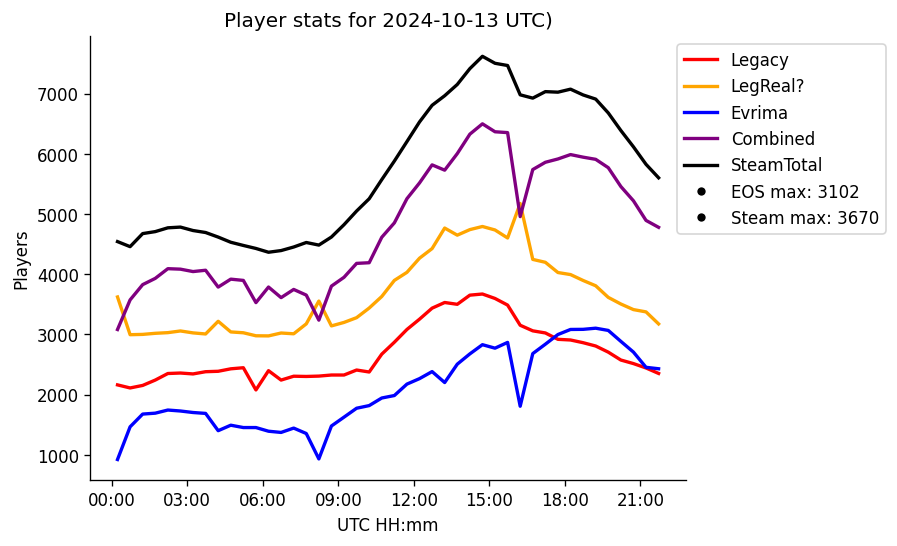 Player stats for 2024-10-13 UTC)
Legacy
LegReal?
Evrima
Combined
SteamTotal
EOS max: 3102
Steam max: 3670
Players
7000
6000
5000
4000
3000
2000
1000
00:00 03:00 06:00 09:00 12:00 15:00 18:00 21:00
UTC HH:mm